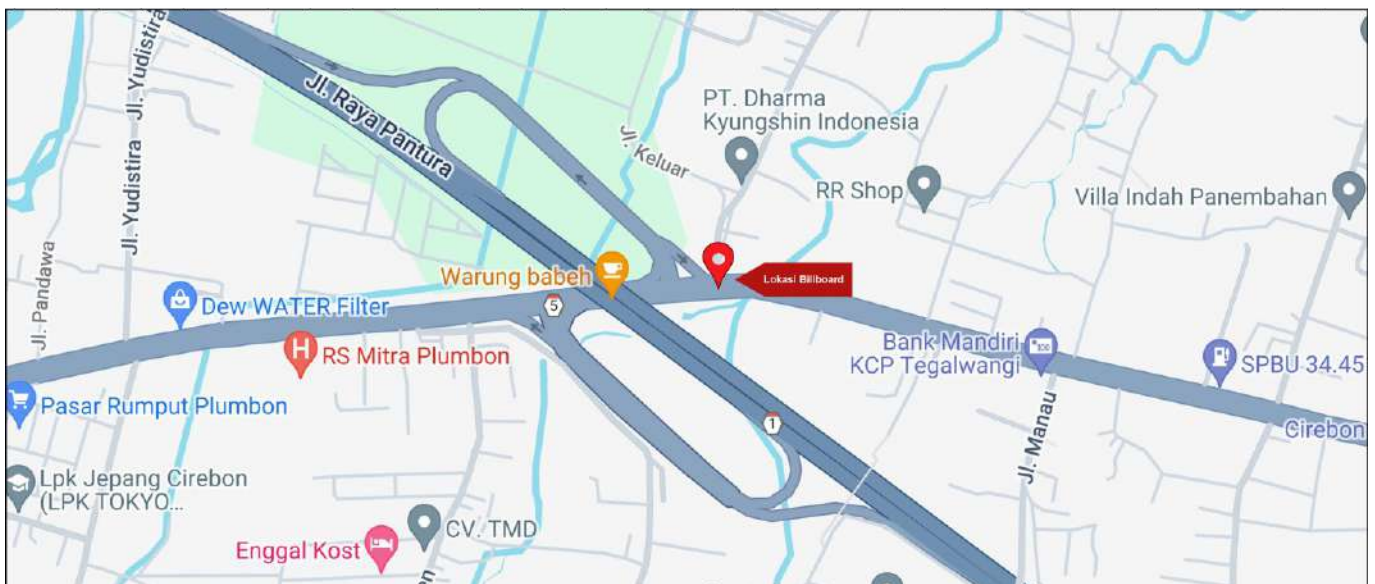 Jl. Yudistira
Jl. Yudistira
Jl. Yudistira
Jl. Raya Pantura
Jl. Keluar
PT. Dharma
Kyungshin Indonesia
RR Shop
Villa Indah Panembahan
Jl. Pandawa
Warung babeh
Lokasi Billboard
5
Dew WATER Filter
RS Mitra Plumbon
Bank Mandiri
KCP Tegalwangi
SPBU 34.45
Pasar Rumput Plumbon
1
Cirebon
Jl. Manau
Lpk Jepang Cirebon
(LPK TOKYO...
CV. TMD
Enggal Kost